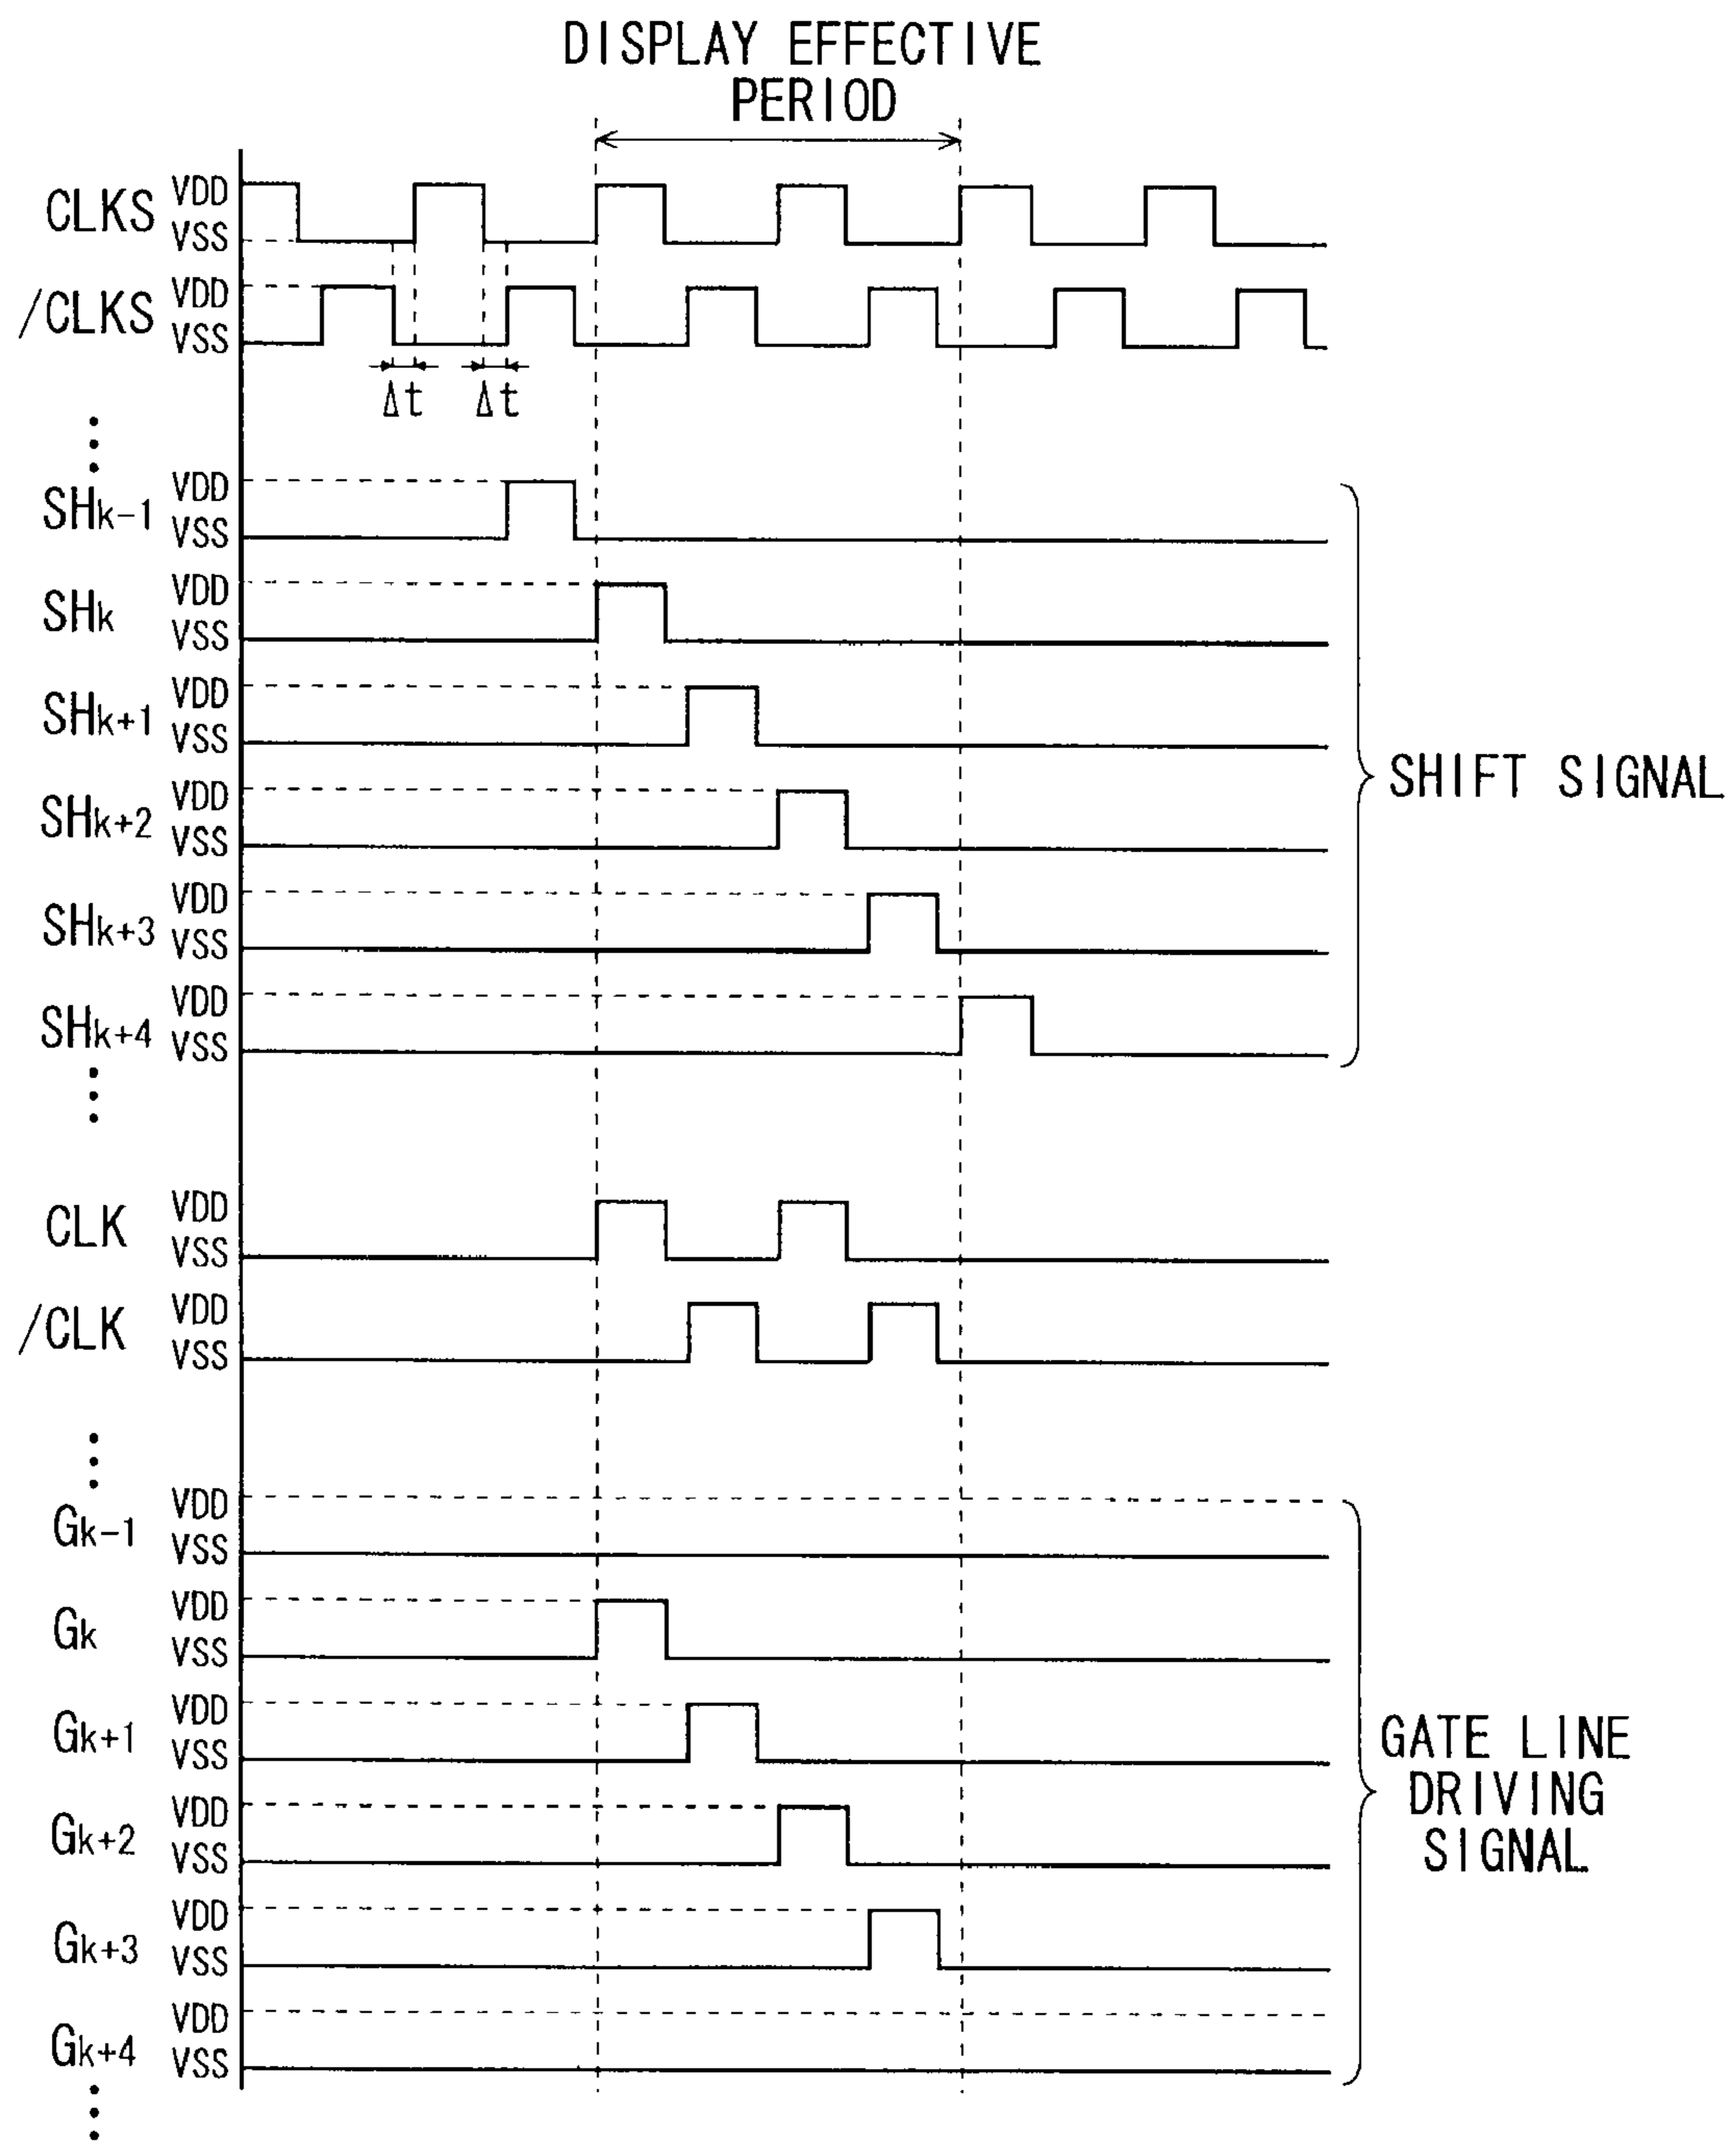 DISPLAY EFFECTIVE
PERIOD
CLKS VDD
VSS
/CLKS VDD
VSS
Δt Δt
SHk-1 VDD
VSS
SHk VDD
VSS
SHk+1 VDD
VSS
SHk+2 VDD
VSS
SHk+3 VDD
VSS
SHk+4 VDD
VSS
SHIFT SIGNAL
CLK VDD
VSS
/CLK VDD
VSS
Gk-1 VDD
VSS
Gk VDD
VSS
Gk+1 VDD
VSS
Gk+2 VDD
VSS
Gk+3 VDD
VSS
Gk+4 VDD
VSS
GATE LINE
DRIVING
SIGNAL